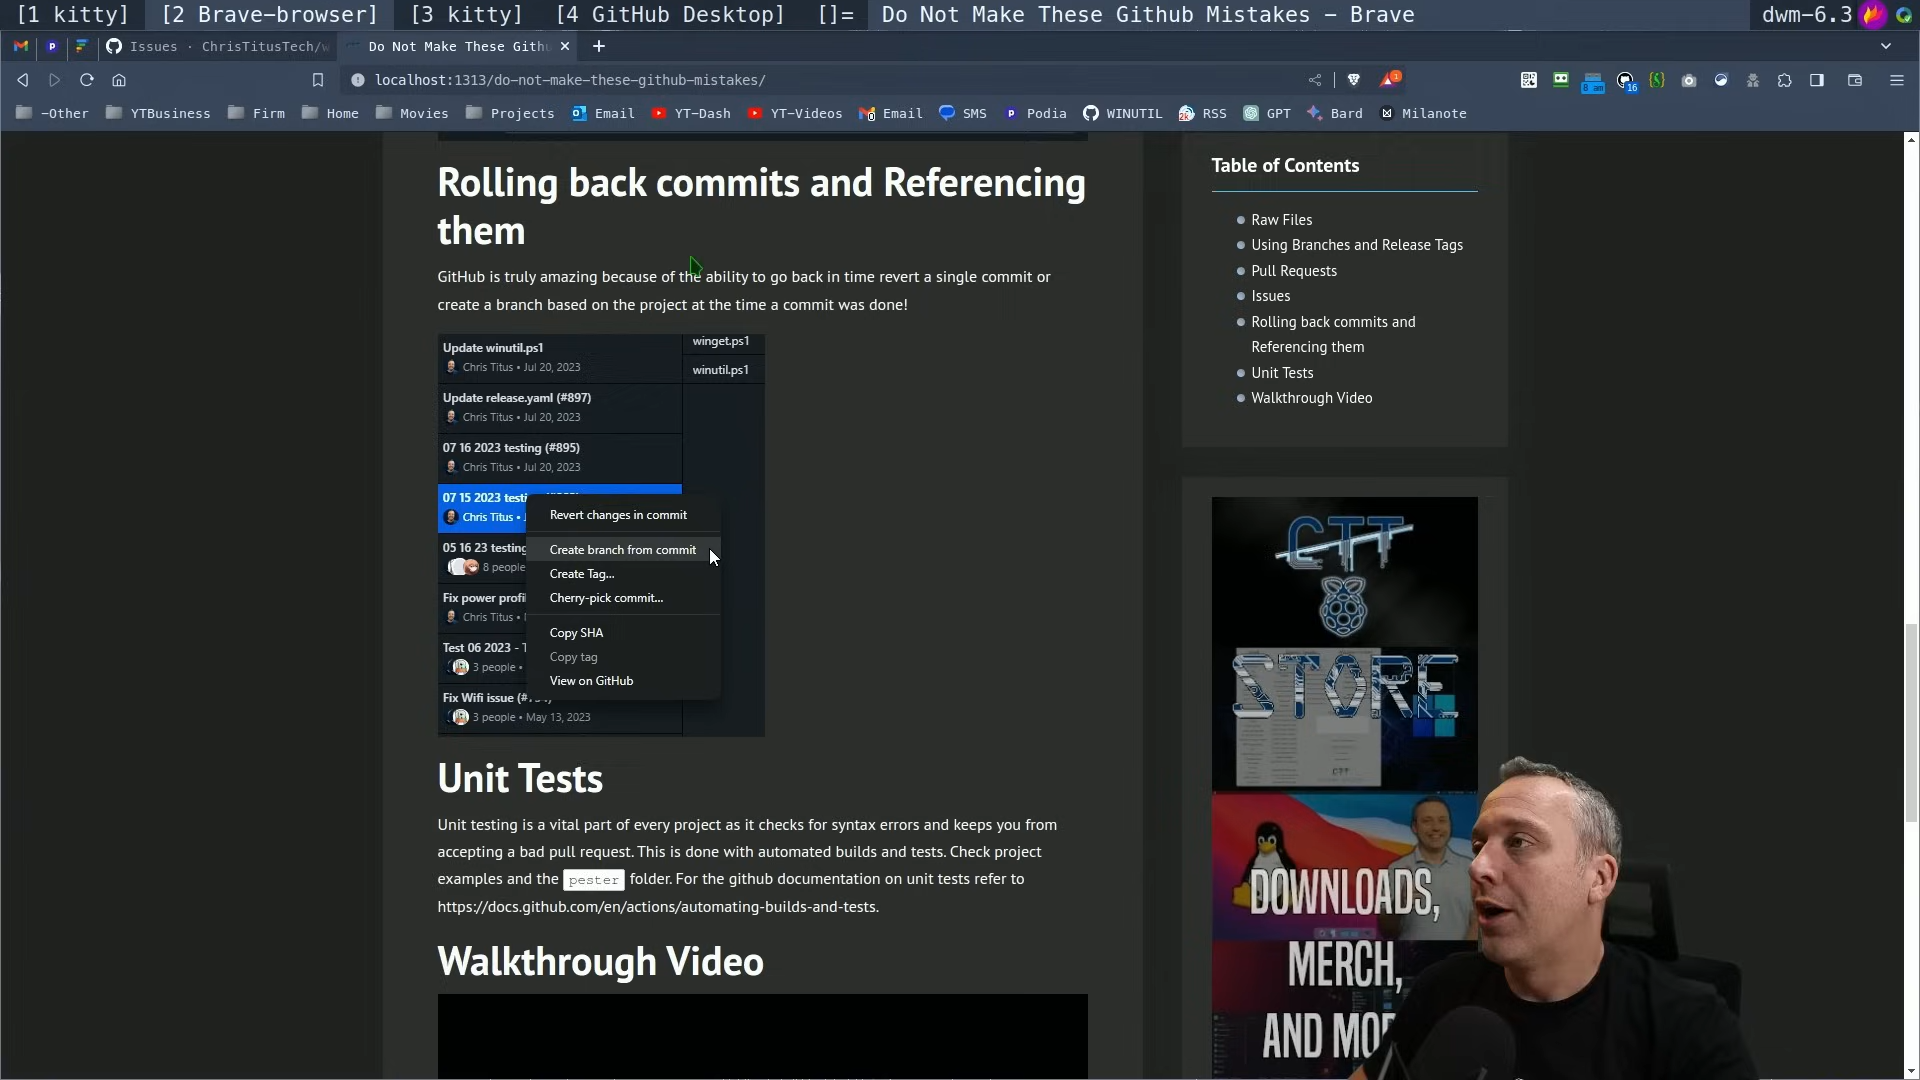 [1 kitty] [2 Brave-browser] [3 kitty] [4 GitHub Desktop] []= Do Not Make These Github Mistakes – Brave dwm-6.3
Issues · ChrisTitusTech/w Do Not Make These Gith
localhost:1313/do-not-make-these-github-mistakes/
1
8 am
16
-Other YTBusiness Firm Home Movies Projects Email YT-Dash YT-Videos Email SMS Podia WINUTIL RSS GPT Bard Milanote
Rolling back commits and Referencing
them
GitHub is truly amazing because of the ability to go back in time revert a single commit or
create a branch based on the project at the time a commit was done!
Update winutil.ps1
Chris Titus • Jul 20, 2023
Update release.yaml (#897)
Chris Titus • Jul 20, 2023
07 16 2023 testing (#895)
Chris Titus • Jul 20, 2023
07 15 2023 testi
Chris Titus •
05 16 23 testing
8 people
Fix power profi
Chris Titus •
Test 06 2023 -
3 people •
Fix Wifi issue
3 people • May 13, 2023
winget.ps1
winutil.ps1
Revert changes in commit
Create branch from commit
Create Tag...
Cherry-pick commit...
Copy SHA
Copy tag
View on GitHub
Unit Tests
Unit testing is a vital part of every project as it checks for syntax errors and keeps you from
accepting a bad pull request. This is done with automated builds and tests. Check project
examples and the pester folder. For the github documentation on unit tests refer to
https://docs.github.com/en/actions/automating-builds-and-tests.
Walkthrough Video
Table of Contents
Raw Files
Using Branches and Release Tags
Pull Requests
Issues
Rolling back commits and
Referencing them
Unit Tests
Walkthrough Video
CTT
STORE
CTT
DOWNLOADS,
MERCH,
AND MOR